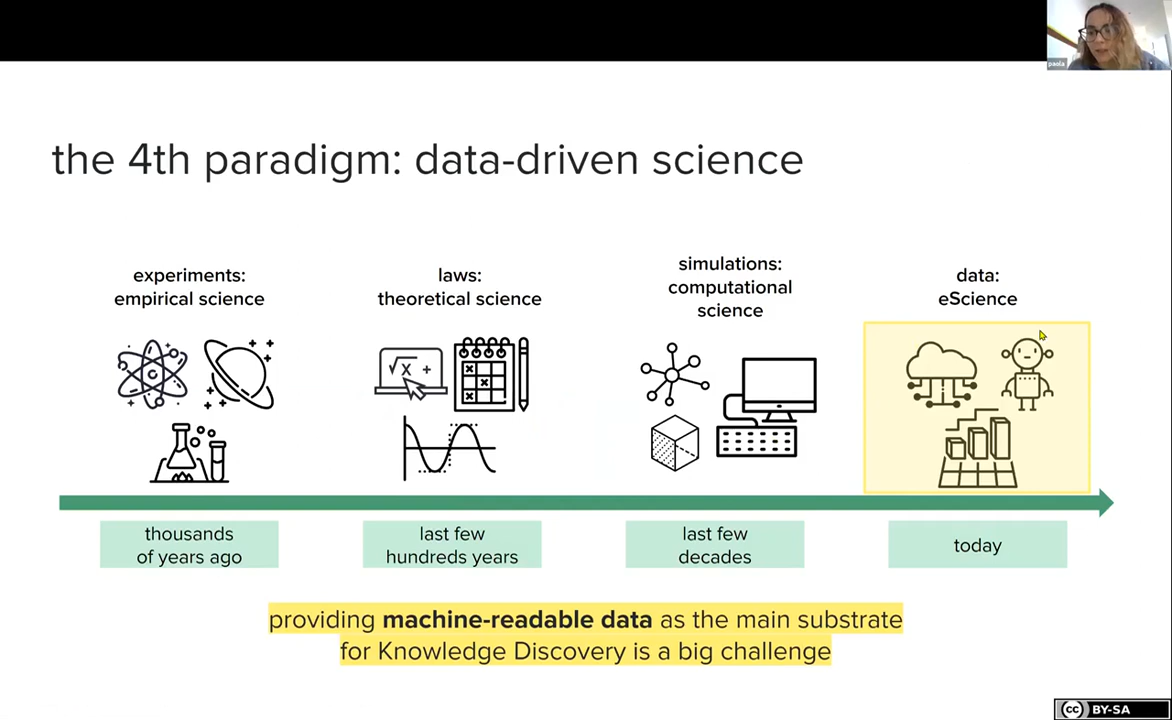 paola
the 4th paradigm: data-driven science
experiments:
empirical science
laws:
theoretical science
simulations:
computational
science
data:
eScience
√x +
thousands
of years ago
last few
hundreds years
last few
decades
today
providing machine-readable data as the main substrate
for Knowledge Discovery is a big challenge
cc BY-SA